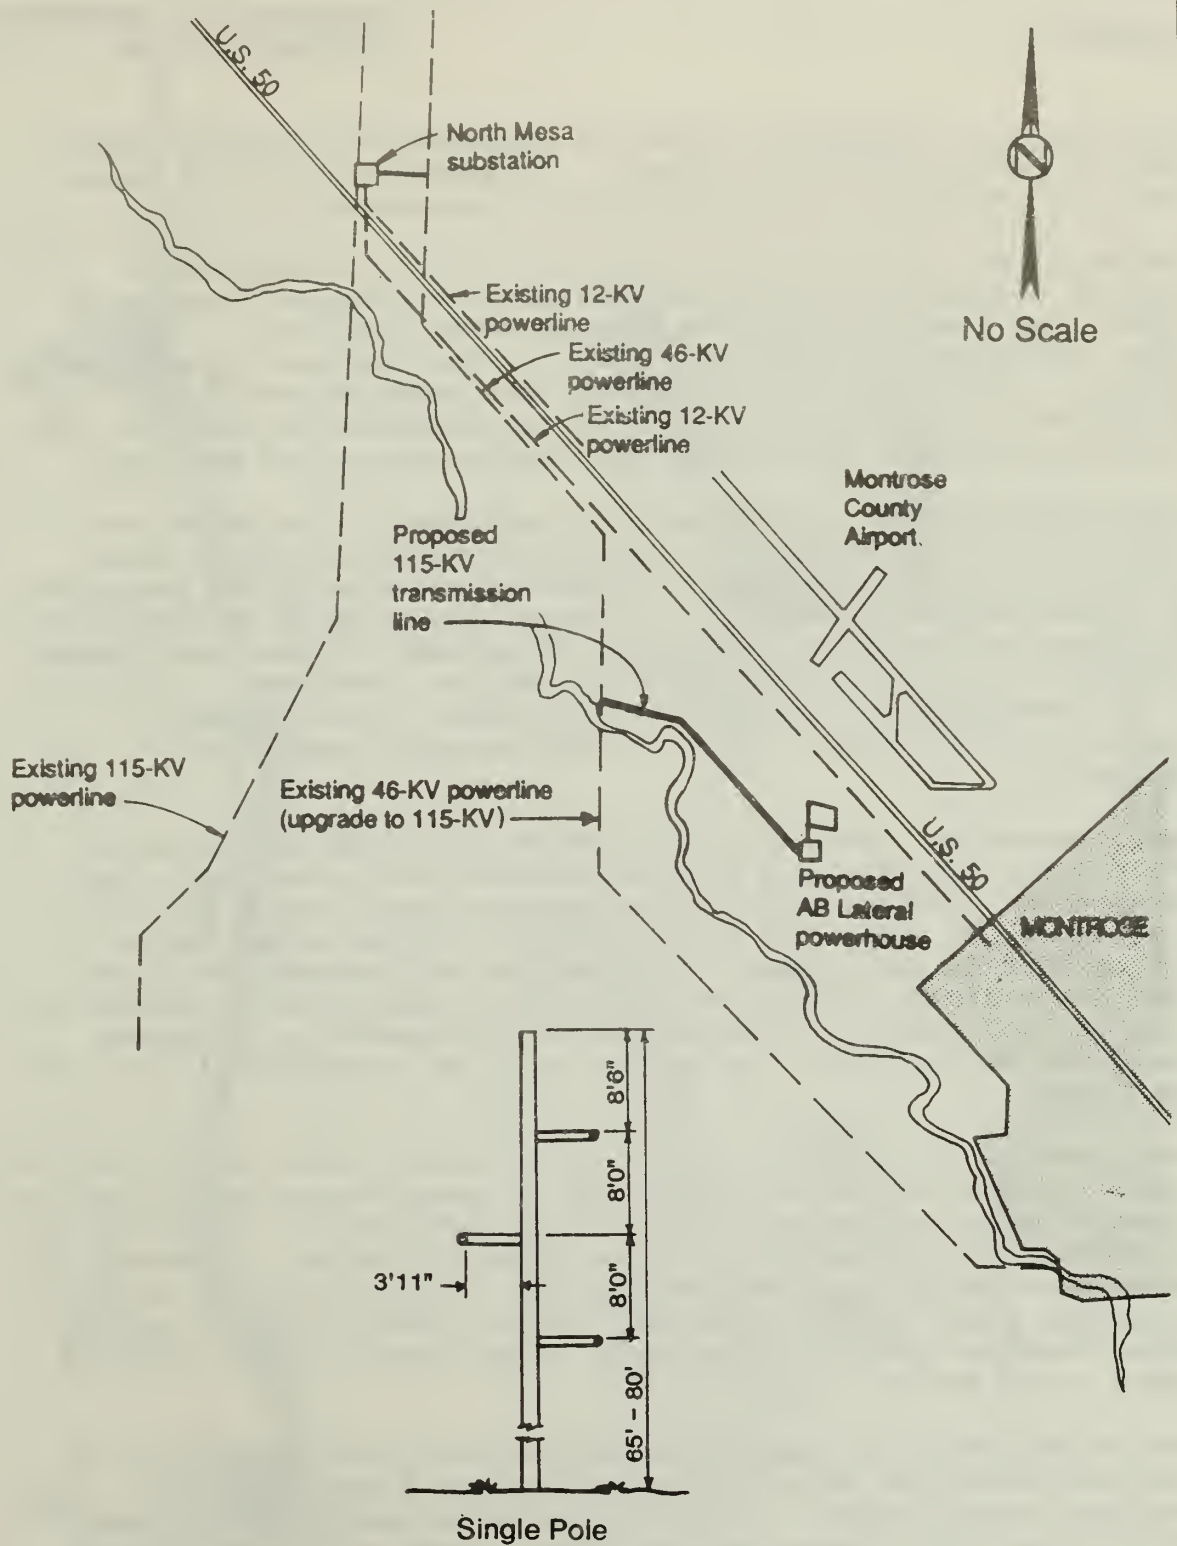 U.S. 50
North Mesa
substation
N
No Scale
Existing 12-KV
powerline
Existing 46-KV
powerline
Existing 12-KV
powerline
Montrose
County
Airport.
Proposed
115-KV
transmission
line
Existing 115-KV
powerline
Existing 46-KV powerline
(upgrade to 115-KV)
U.S. 50
Proposed
AB Lateral
powerhouse
MONTROSE
8'6"
8'0"
3'11"
8'0"
65' - 80'
Single Pole